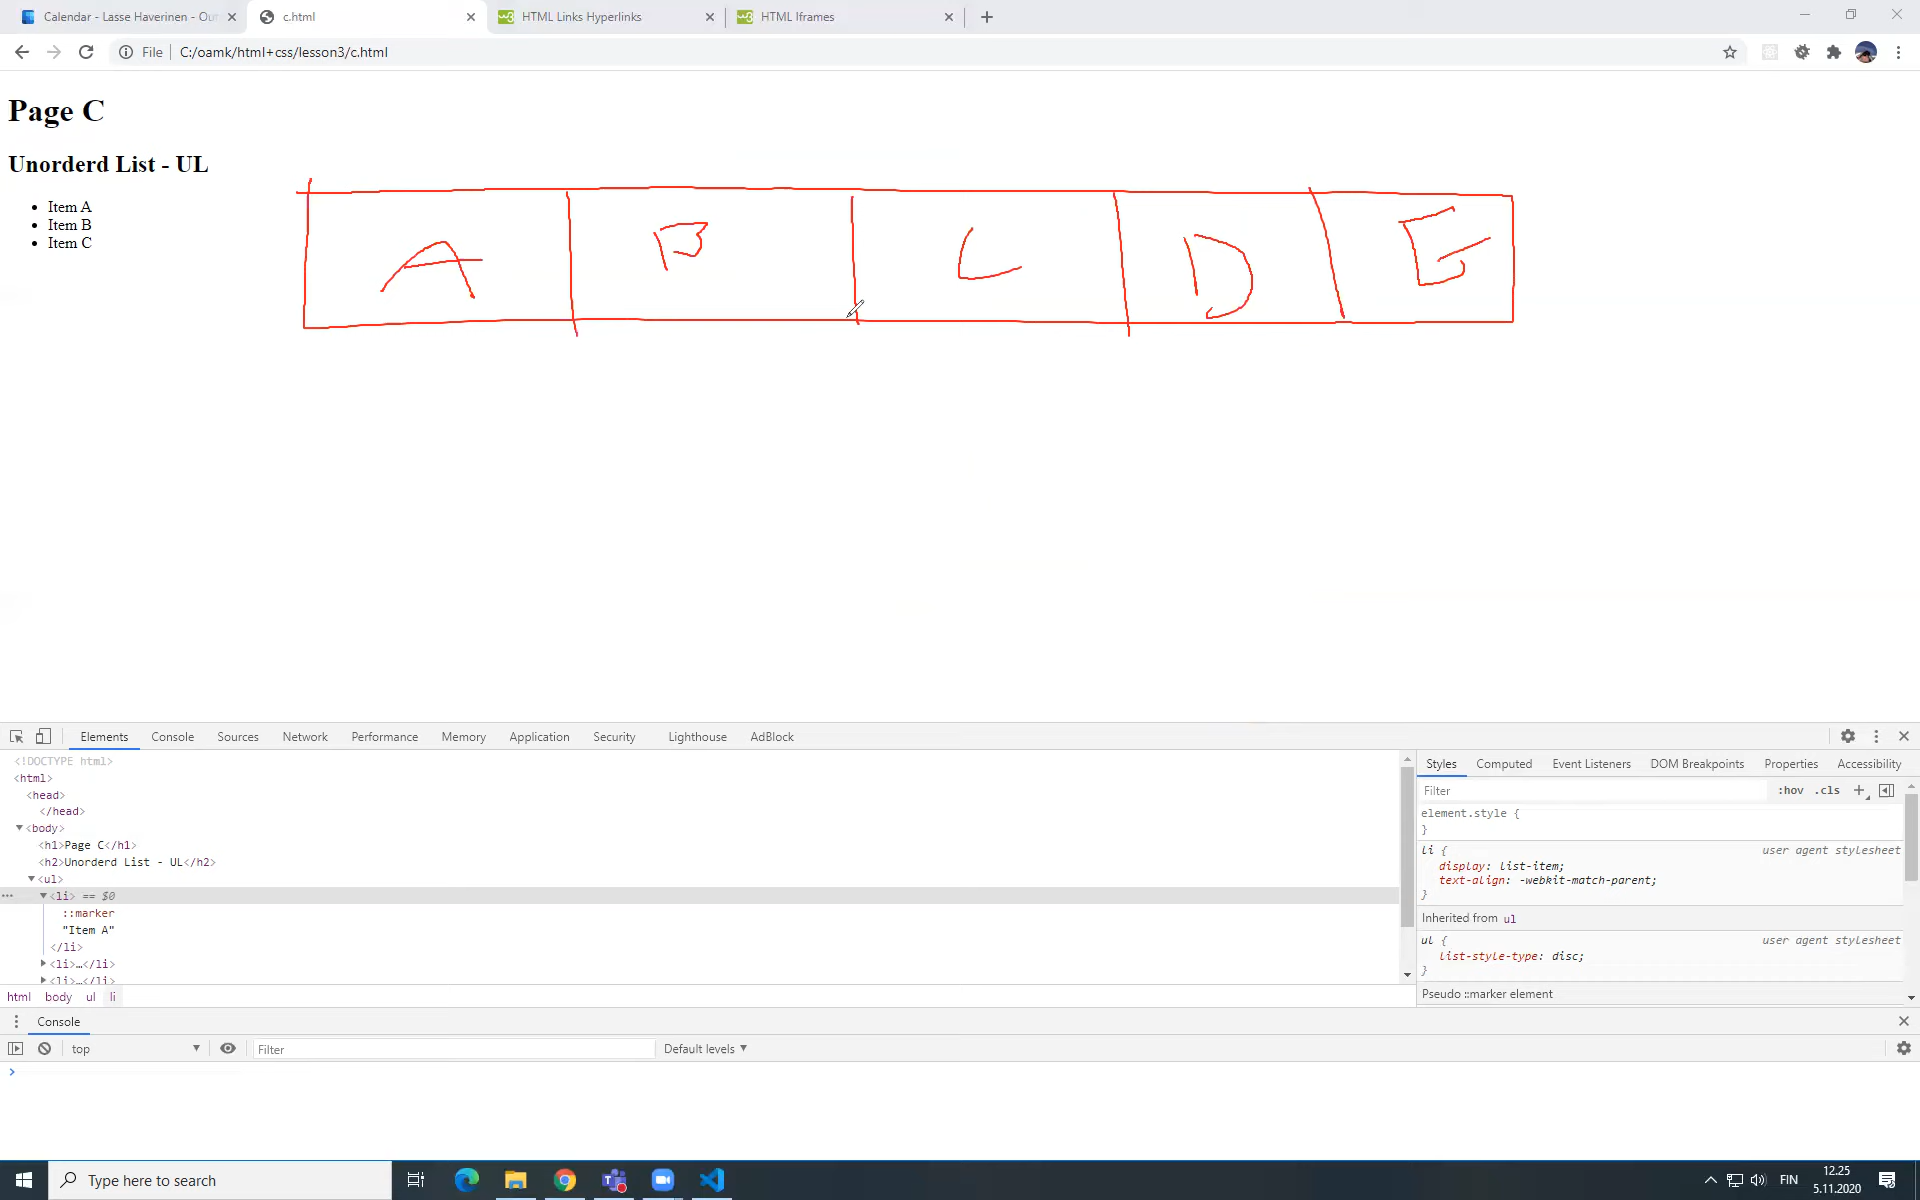 Calendar - Lasse Haverinen - Ou
c.html
HTML Links Hyperlinks
HTML Iframes
File
C:/oamk/html+css/lesson3/c.html
Page C
Unorderd List - UL
Item A
Item B
Item C
A B C D E
Elements Console Sources Network Performance Memory Application Security Lighthouse AdBlock
<!DOCTYPE html>
<html>
<head>
</head>
<body>
<h1>Page C</h1>
<h2>Unorderd List - UL</h2>
<ul>
<li> == $0
::marker
"Item A"
</li>
<li>…</li>
<li>…</li>
html body ul li
Styles Computed Event Listeners DOM Breakpoints Properties Accessibility
Filter :hov .cls
element.style {
}
li { user agent stylesheet
display: list-item;
text-align: -webkit-match-parent;
}
Inherited from ul
ul { user agent stylesheet
list-style-type: disc;
}
Pseudo ::marker element
Console
top Filter Default levels
Type here to search
FIN
12.25
5.11.2020